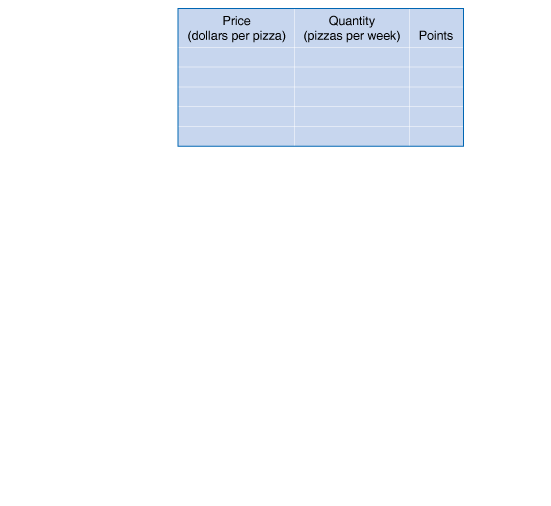 Price
(dollars per pizza)
Quantity
(pizzas per week)
Points